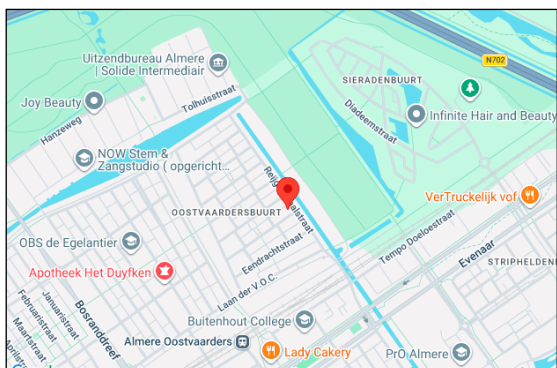 Uitzendbureau Almere
| Solide Intermediair
N702
SIERADENBUURT
Joy Beauty
Tolhuisstraat
Hanzeweg
Diadeemstraat
Infinite Hair and Beauty
NOW Stem &
Zangstudio ( opgericht...
VerTruckelijk vof
OOSTVAARDERSBUURT
OBS de Egelantier
Eendrachtstraat
Tempo Doeloestraat
Evenaar
STRIPHELDENB
Apotheek Het Duyfken
Laan der V.O.C.
Januaristraat
Februaristraat
Maartstraat
Aprilstra
Bosranddreef
Buitenhout College
Almere Oostvaarders
Lady Cakery
PrO Almere